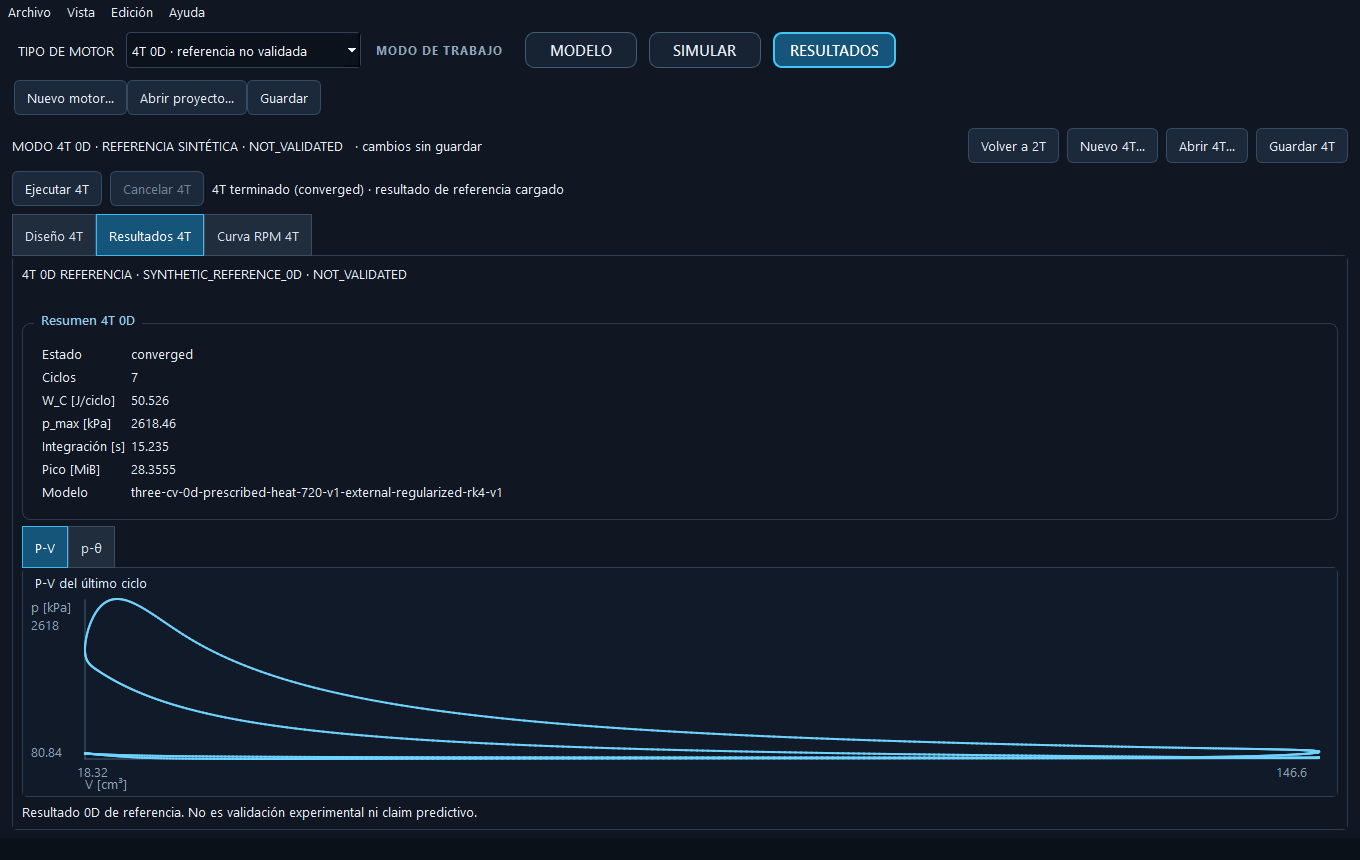 Archivo Vista Edición Ayuda
TIPO DE MOTOR 4T 0D · referencia no validada MODO DE TRABAJO MODELO SIMULAR RESULTADOS
Nuevo motor... Abrir proyecto... Guardar
MODO 4T 0D · REFERENCIA SINTÉTICA · NOT_VALIDATED · cambios sin guardar Volver a 2T Nuevo 4T... Abrir 4T... Guardar 4T
Ejecutar 4T Cancelar 4T 4T terminado (converged) · resultado de referencia cargado
Diseño 4T Resultados 4T Curva RPM 4T
4T 0D REFERENCIA · SYNTHETIC_REFERENCE_0D · NOT_VALIDATED
Resumen 4T 0D
Estado converged
Ciclos 7
W_C [J/ciclo] 50.526
p_max [kPa] 2618.46
Integración [s] 15.235
Pico [MiB] 28.3555
Modelo three-cv-0d-prescribed-heat-720-v1-external-regularized-rk4-v1
P-V p-θ
P-V del último ciclo
p [kPa]
2618
80.84
18.32 146.6
V [cm³]
Resultado 0D de referencia. No es validación experimental ni claim predictivo.